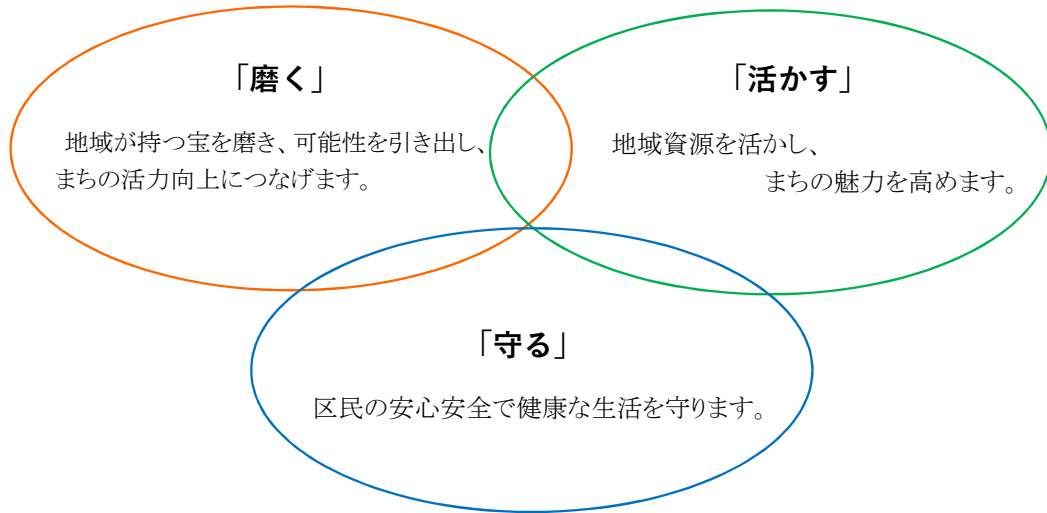 「磨く」
地域が持つ宝を磨き、可能性を引き出し、
まちの活力向上につなげます。
「活かす」
地域資源を活かし、
まちの魅力を高めます。
「守る」
区民の安心安全で健康な生活を守ります。